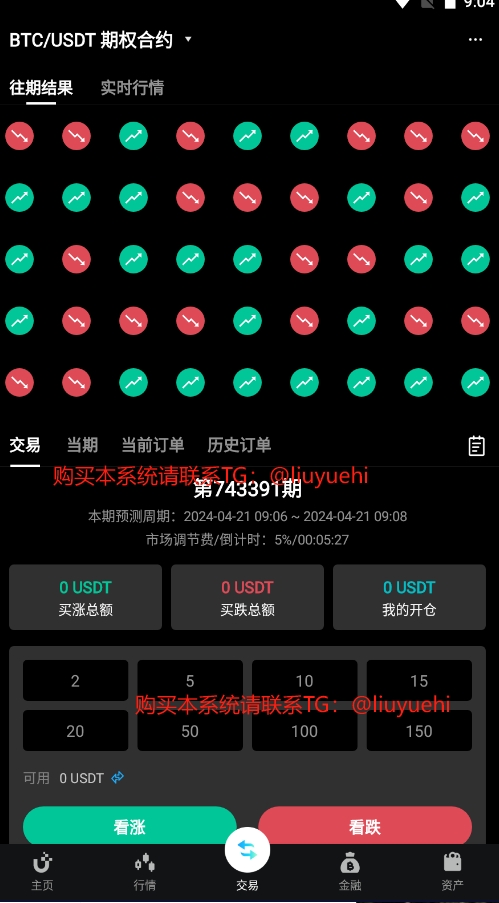 9:04
BTC/USDT 期权合约
往期结果 实时行情
交易 当期 当前订单 历史订单
购买本系统请联系TG：@liuyuehi
第743391期
本期预测周期：2024-04-21 09:06 ~ 2024-04-21 09:08
市场调节费/倒计时：5%/00:05:27
0 USDT 0 USDT 0 USDT
买涨总额 买跌总额 我的开仓
2 5 10 15
购买本系统请联系TG：@liuyuehi
20 50 100 150
可用 0 USDT
看涨 看跌
主页 行情 交易 金融 资产